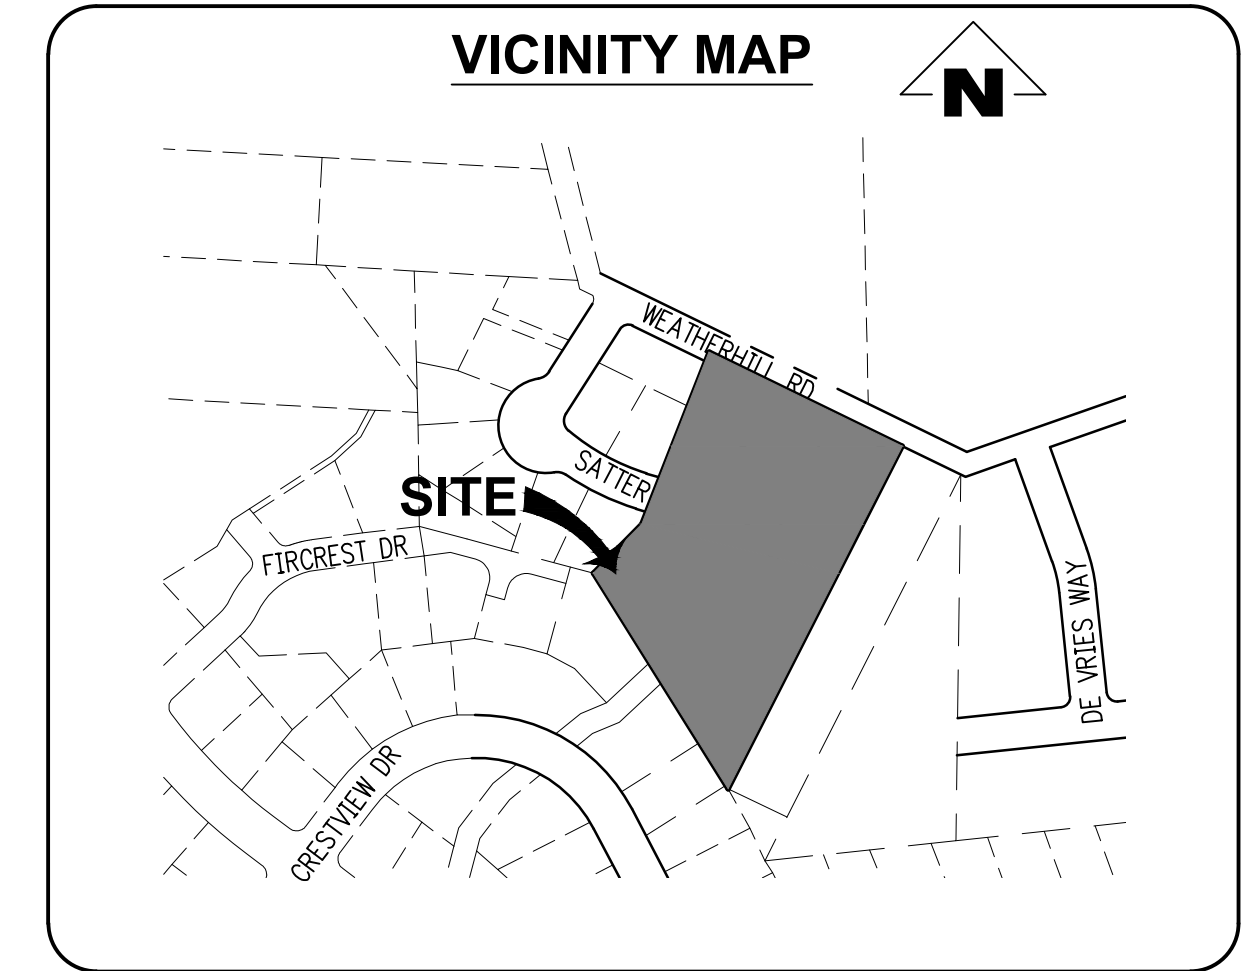 VICINITY MAP
N
WEATHERHILL RD
SATTER
SITE
FIRCREST DR
DE VRIES WAY
CRESTVIEW DR